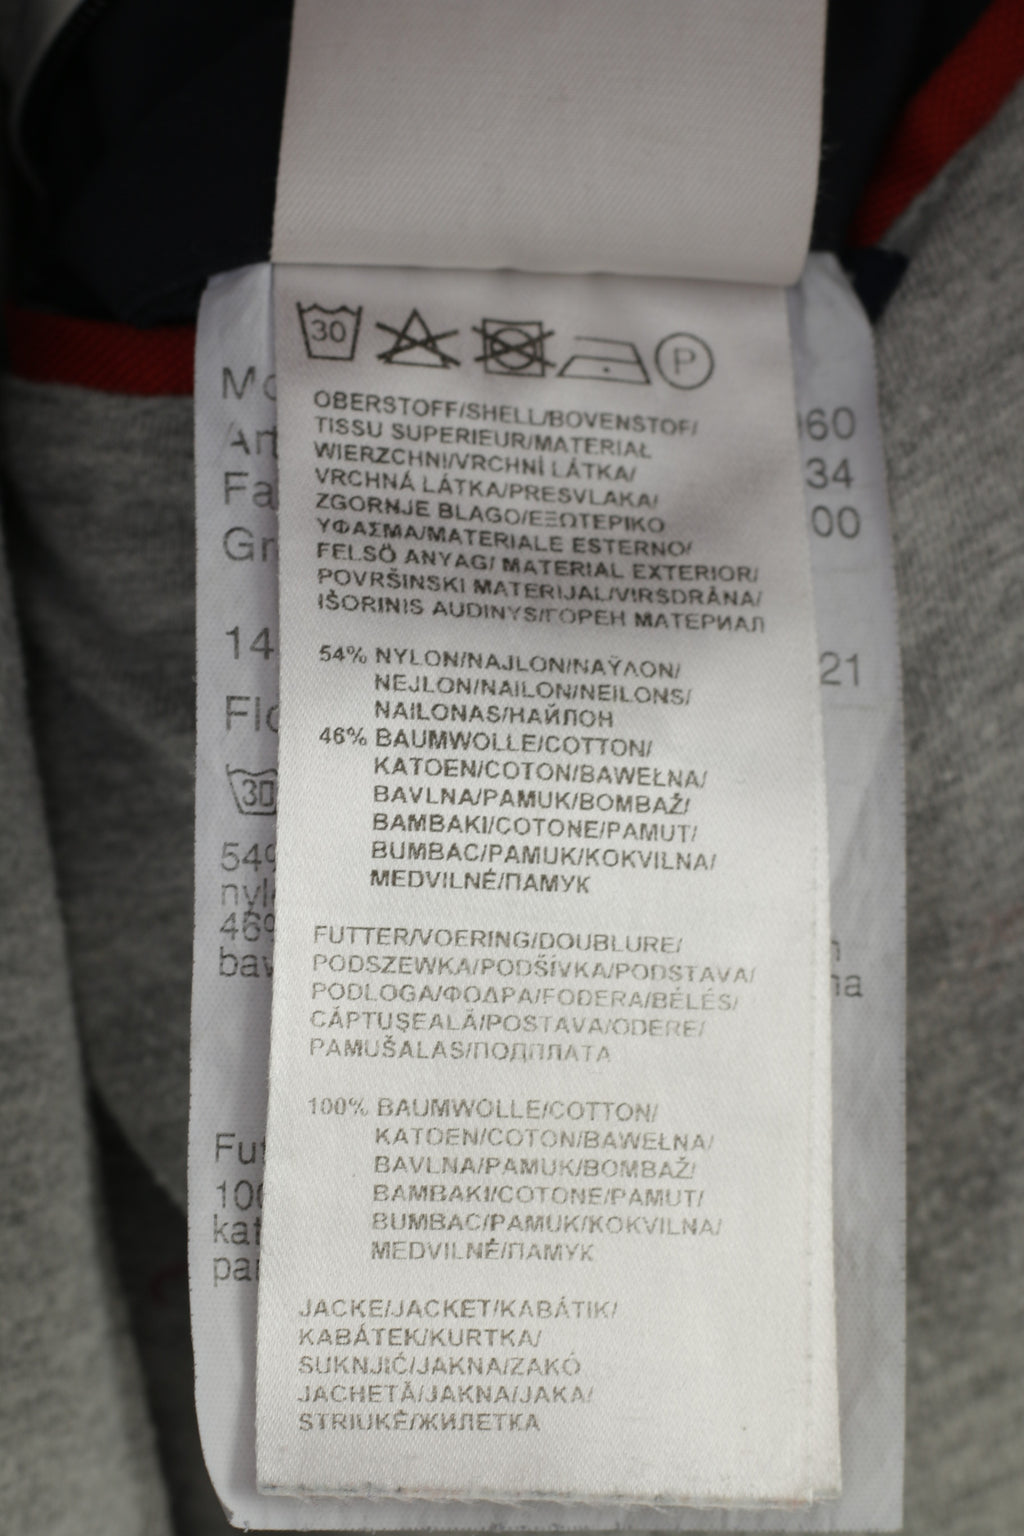 30
P
OBERSTOFF/SHELL/BOVENSTOF/
TISSU SUPERIEUR/MATERIAŁ
WIERZCHNI/VRCHNÍ LÁTKA/
VRCHNÁ LÁTKA/PRESVLAKA/
ZGORNJE BLAGO/ΕΞΩΤΕΡΙΚΟ
ΥΦΑΣΜΑ/MATERIALE ESTERNO/
FELSÖ ANYAG/ MATERIAL EXTERIOR/
POVRŠINSKI MATERIJAL/VIRSDRĀNA/
IŠORINIS AUDINYS/ГОРЕН МАТЕРИАЛ
54% NYLON/NAJLON/ΝΑΫΛΟΝ/
NEJLON/NAILON/NEILONS/
NAILONAS/НАЙЛОН
46% BAUMWOLLE/COTTON/
KATOEN/COTON/BAWEŁNA/
BAVLNA/PAMUK/BOMBAŽ/
BAMBAKI/COTONE/PAMUT/
BUMBAC/PAMUK/KOKVILNA/
MEDVILNĖ/ПАМУК
FUTTER/VOERING/DOUBLURE/
PODSZEWKA/PODŠÍVKA/PODSTAVA/
PODLOGA/ΦΟΔΡΑ/FODERA/BÉLÉS/
CĂPTUŞEALĂ/POSTAVA/ODERE/
PAMUŠALAS/ПОДПЛАТА
100% BAUMWOLLE/COTTON/
KATOEN/COTON/BAWEŁNA/
BAVLNA/PAMUK/BOMBAŽ/
BAMBAKI/COTONE/PAMUT/
BUMBAC/PAMUK/KOKVILNA/
MEDVILNĖ/ПАМУК
JACKE/JACKET/KABÁTIK/
KABÁTEK/KURTKA/
SUKNJIĆ/JAKNA/ZAKÓ
JACHETĂ/JAKNA/JAKA/
STRIUKĖ/ЖИЛЕТКА